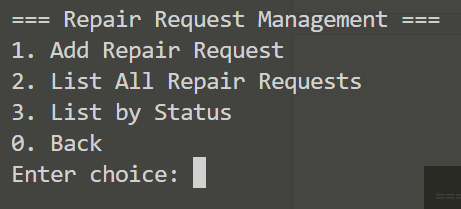 === Repair Request Management ===
1. Add Repair Request
2. List All Repair Requests
3. List by Status
0. Back
Enter choice:
===